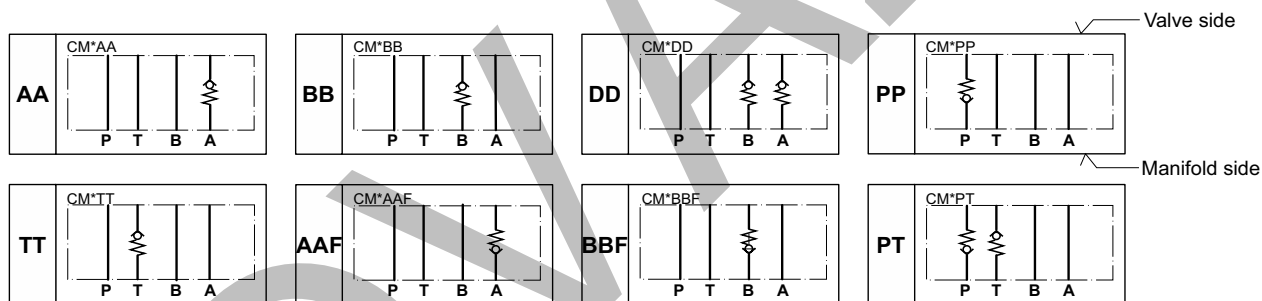 Valve side
AA
CM*AA
P T B A
BB
CM*BB
P T B A
DD
CM*DD
P T B A
PP
CM*PP
P T B A
Manifold side
TT
CM*TT
P T B A
AAF
CM*AAF
P T B A
BBF
CM*BBF
P T B A
PT
CM*PT
P T B A